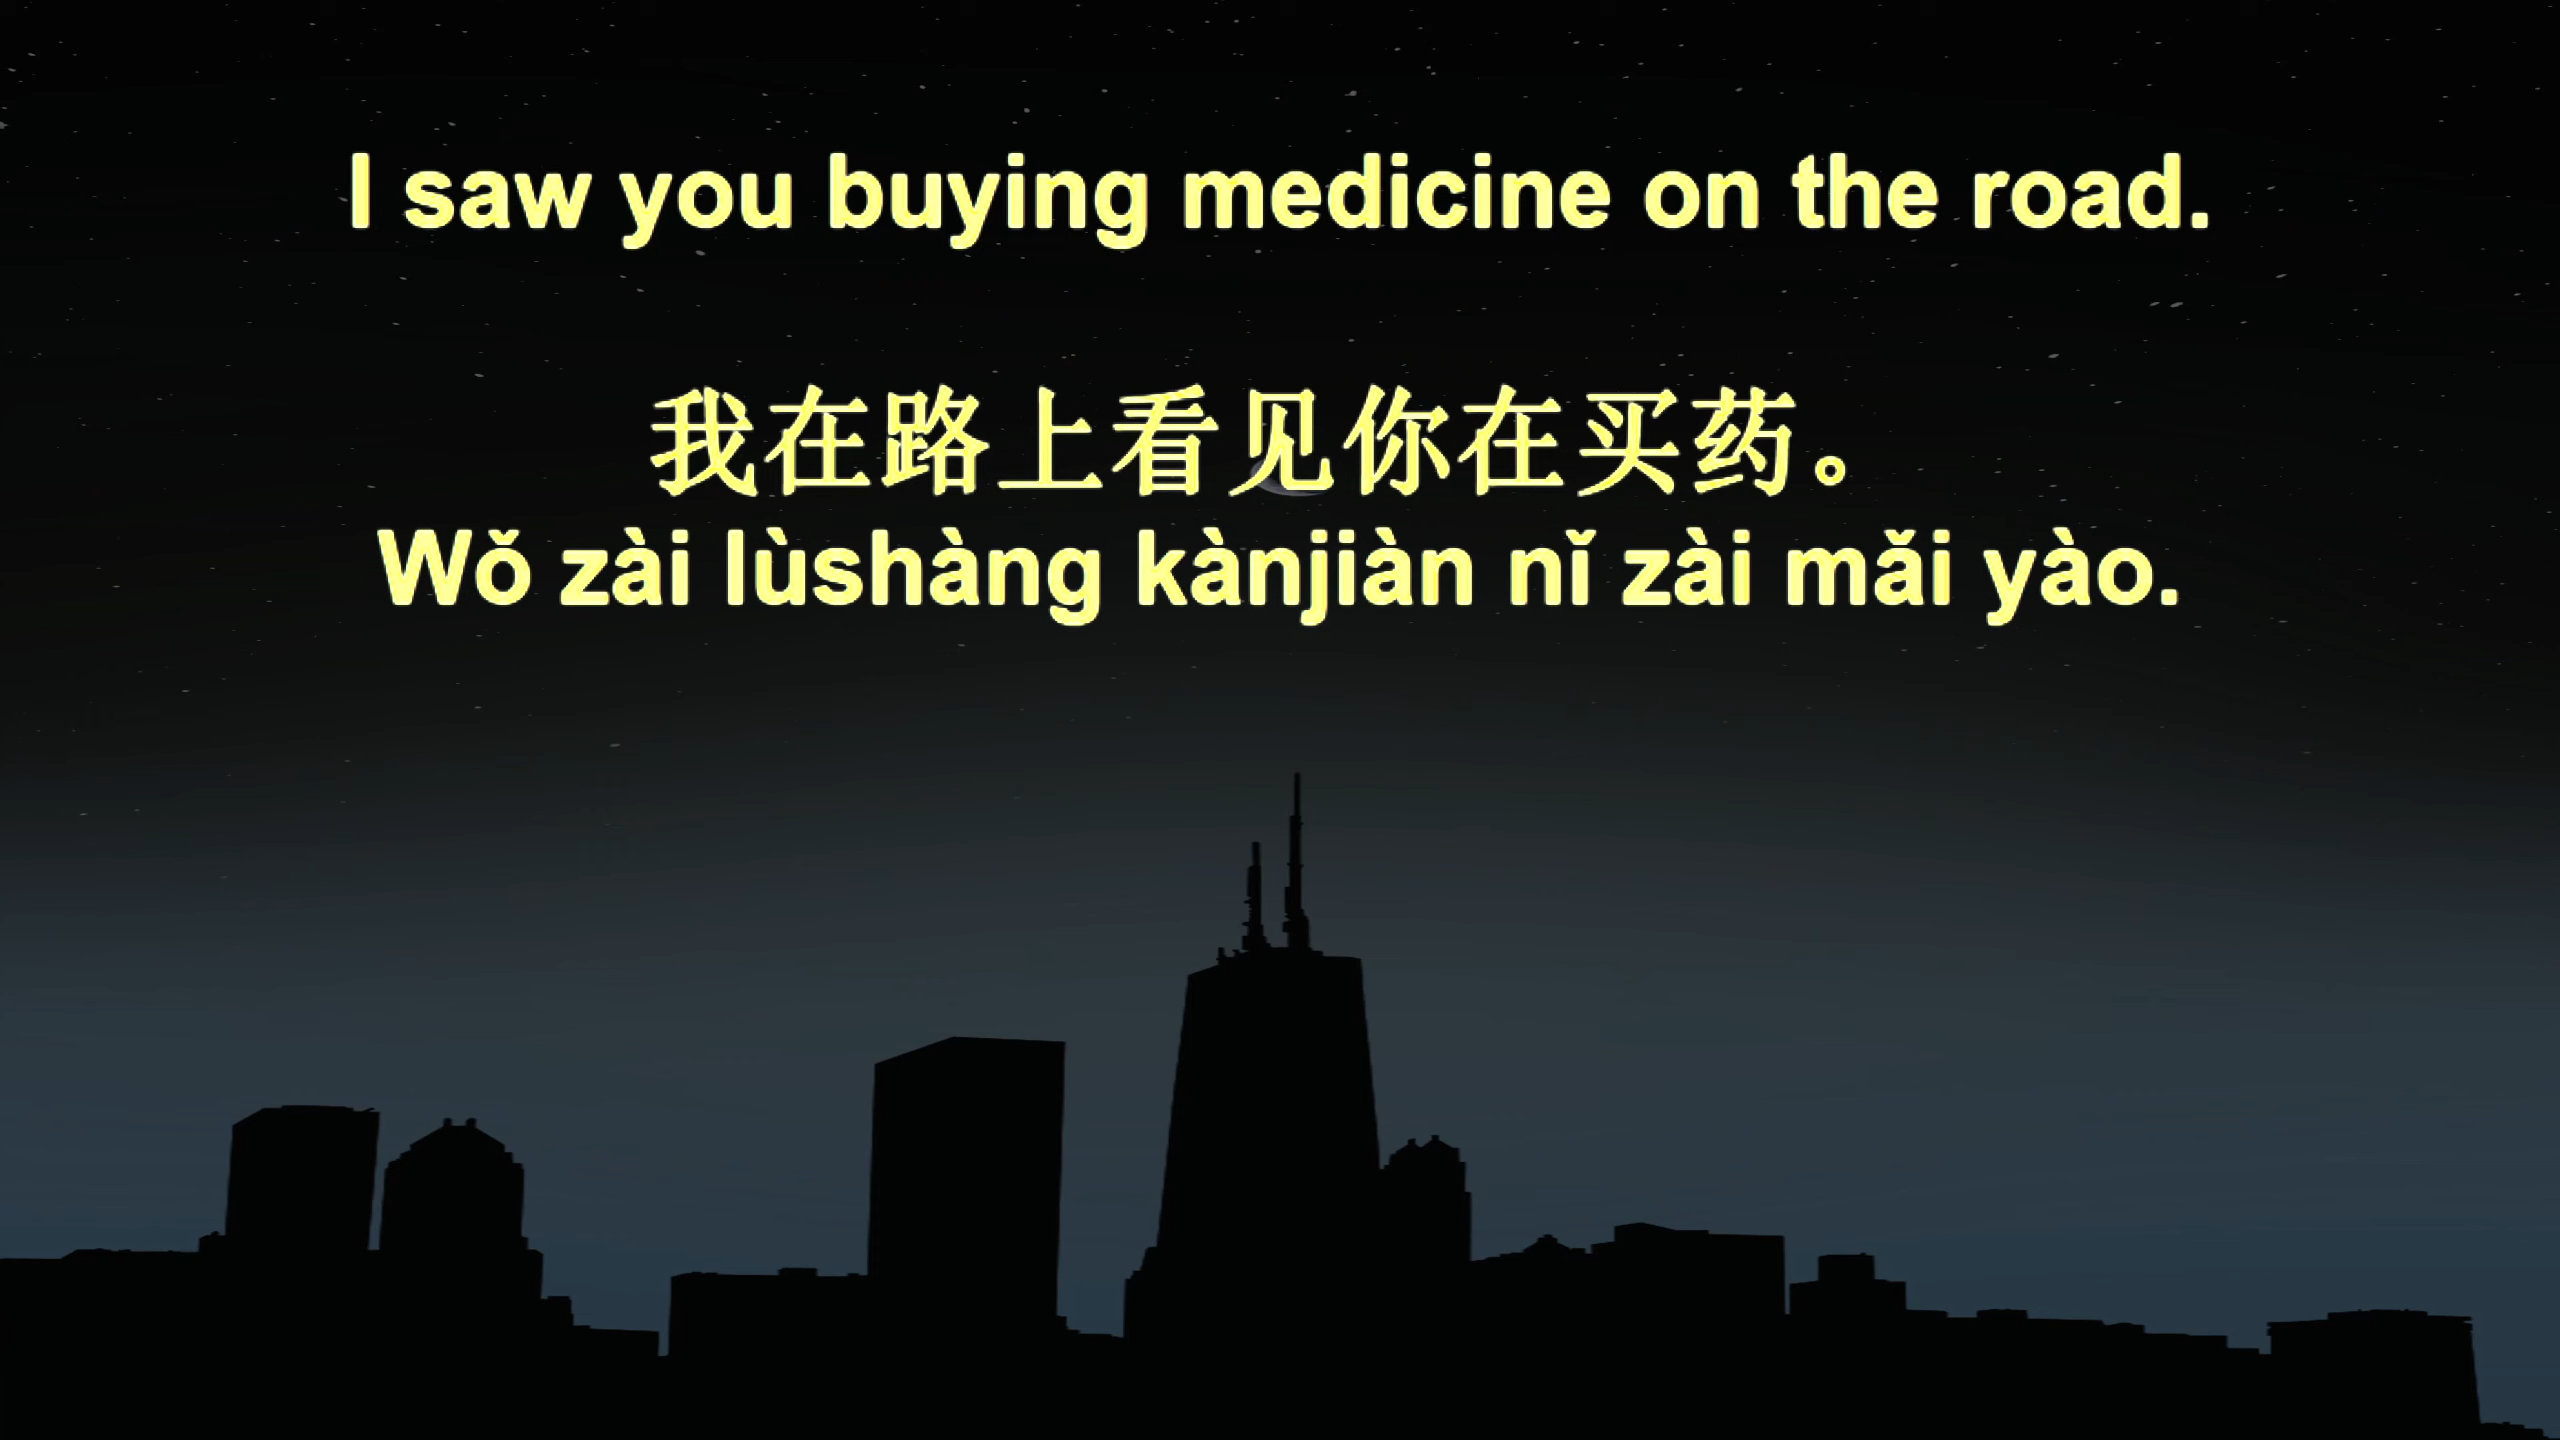 I saw you buying medicine on the road.
我在路上看见你在买药。
Wǒ zài lùshàng kànjiàn nǐ zài mǎi yào.